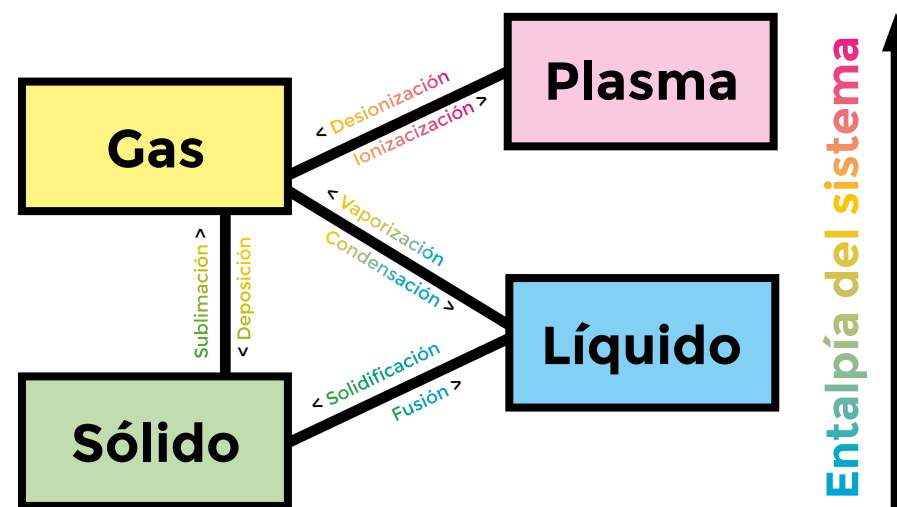 Plasma
Gas
< Desionización
Ionizacización >
< Vaporización
Condensación >
Sublimación >
< Deposición
Líquido
< Solidificación
Fusión >
Sólido
Entalpía del sistema